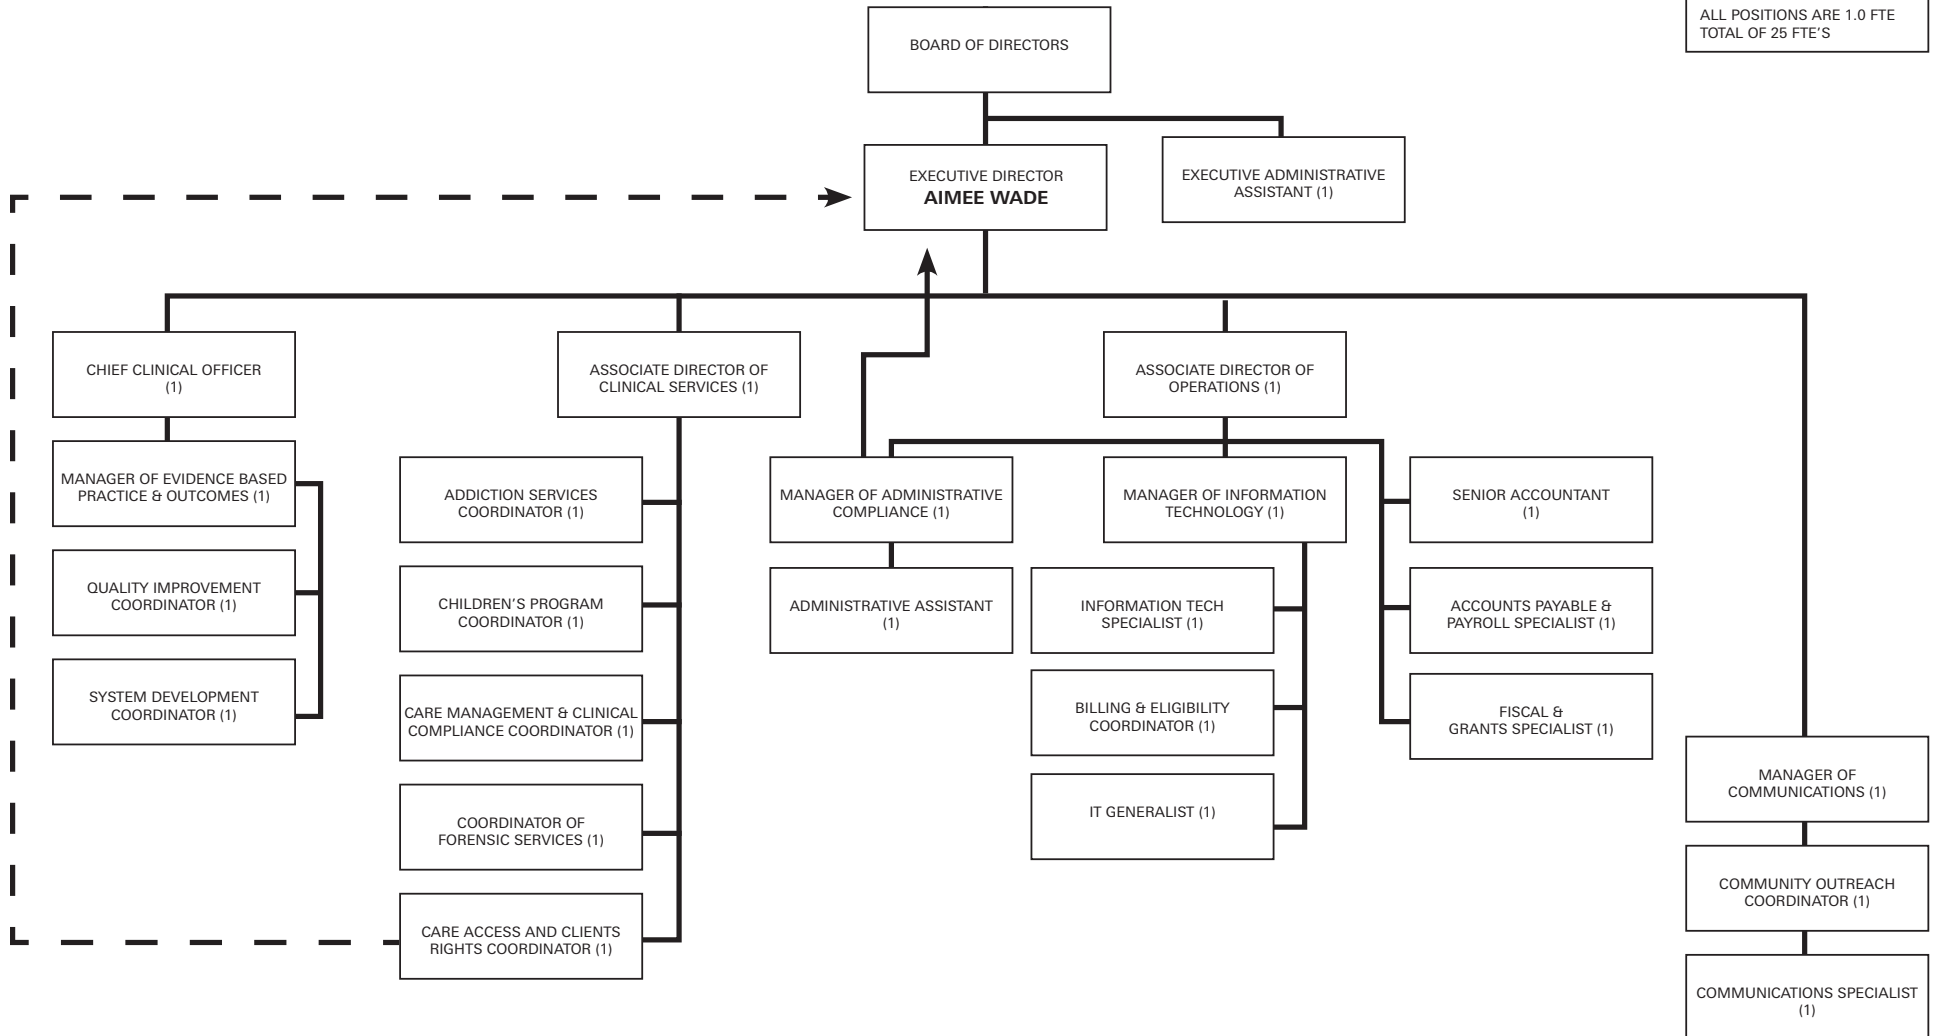 ALL POSITIONS ARE 1.0 FTE
TOTAL OF 25 FTE'S
BOARD OF DIRECTORS
EXECUTIVE DIRECTOR
AIMEE WADE
EXECUTIVE ADMINISTRATIVE
ASSISTANT (1)
CHIEF CLINICAL OFFICER
(1)
MANAGER OF EVIDENCE BASED
PRACTICE & OUTCOMES (1)
QUALITY IMPROVEMENT
COORDINATOR (1)
SYSTEM DEVELOPMENT
COORDINATOR (1)
ASSOCIATE DIRECTOR OF
CLINICAL SERVICES (1)
ADDICTION SERVICES
COORDINATOR (1)
CHILDREN'S PROGRAM
COORDINATOR (1)
CARE MANAGEMENT & CLINICAL
COMPLIANCE COORDINATOR (1)
COORDINATOR OF
FORENSIC SERVICES (1)
CARE ACCESS AND CLIENTS
RIGHTS COORDINATOR (1)
ASSOCIATE DIRECTOR OF
OPERATIONS (1)
MANAGER OF ADMINISTRATIVE
COMPLIANCE (1)
ADMINISTRATIVE ASSISTANT
(1)
MANAGER OF INFORMATION
TECHNOLOGY (1)
INFORMATION TECH
SPECIALIST (1)
BILLING & ELIGIBILITY
COORDINATOR (1)
IT GENERALIST (1)
SENIOR ACCOUNTANT
(1)
ACCOUNTS PAYABLE &
PAYROLL SPECIALIST (1)
FISCAL &
GRANTS SPECIALIST (1)
MANAGER OF
COMMUNICATIONS (1)
COMMUNITY OUTREACH
COORDINATOR (1)
COMMUNICATIONS SPECIALIST
(1)